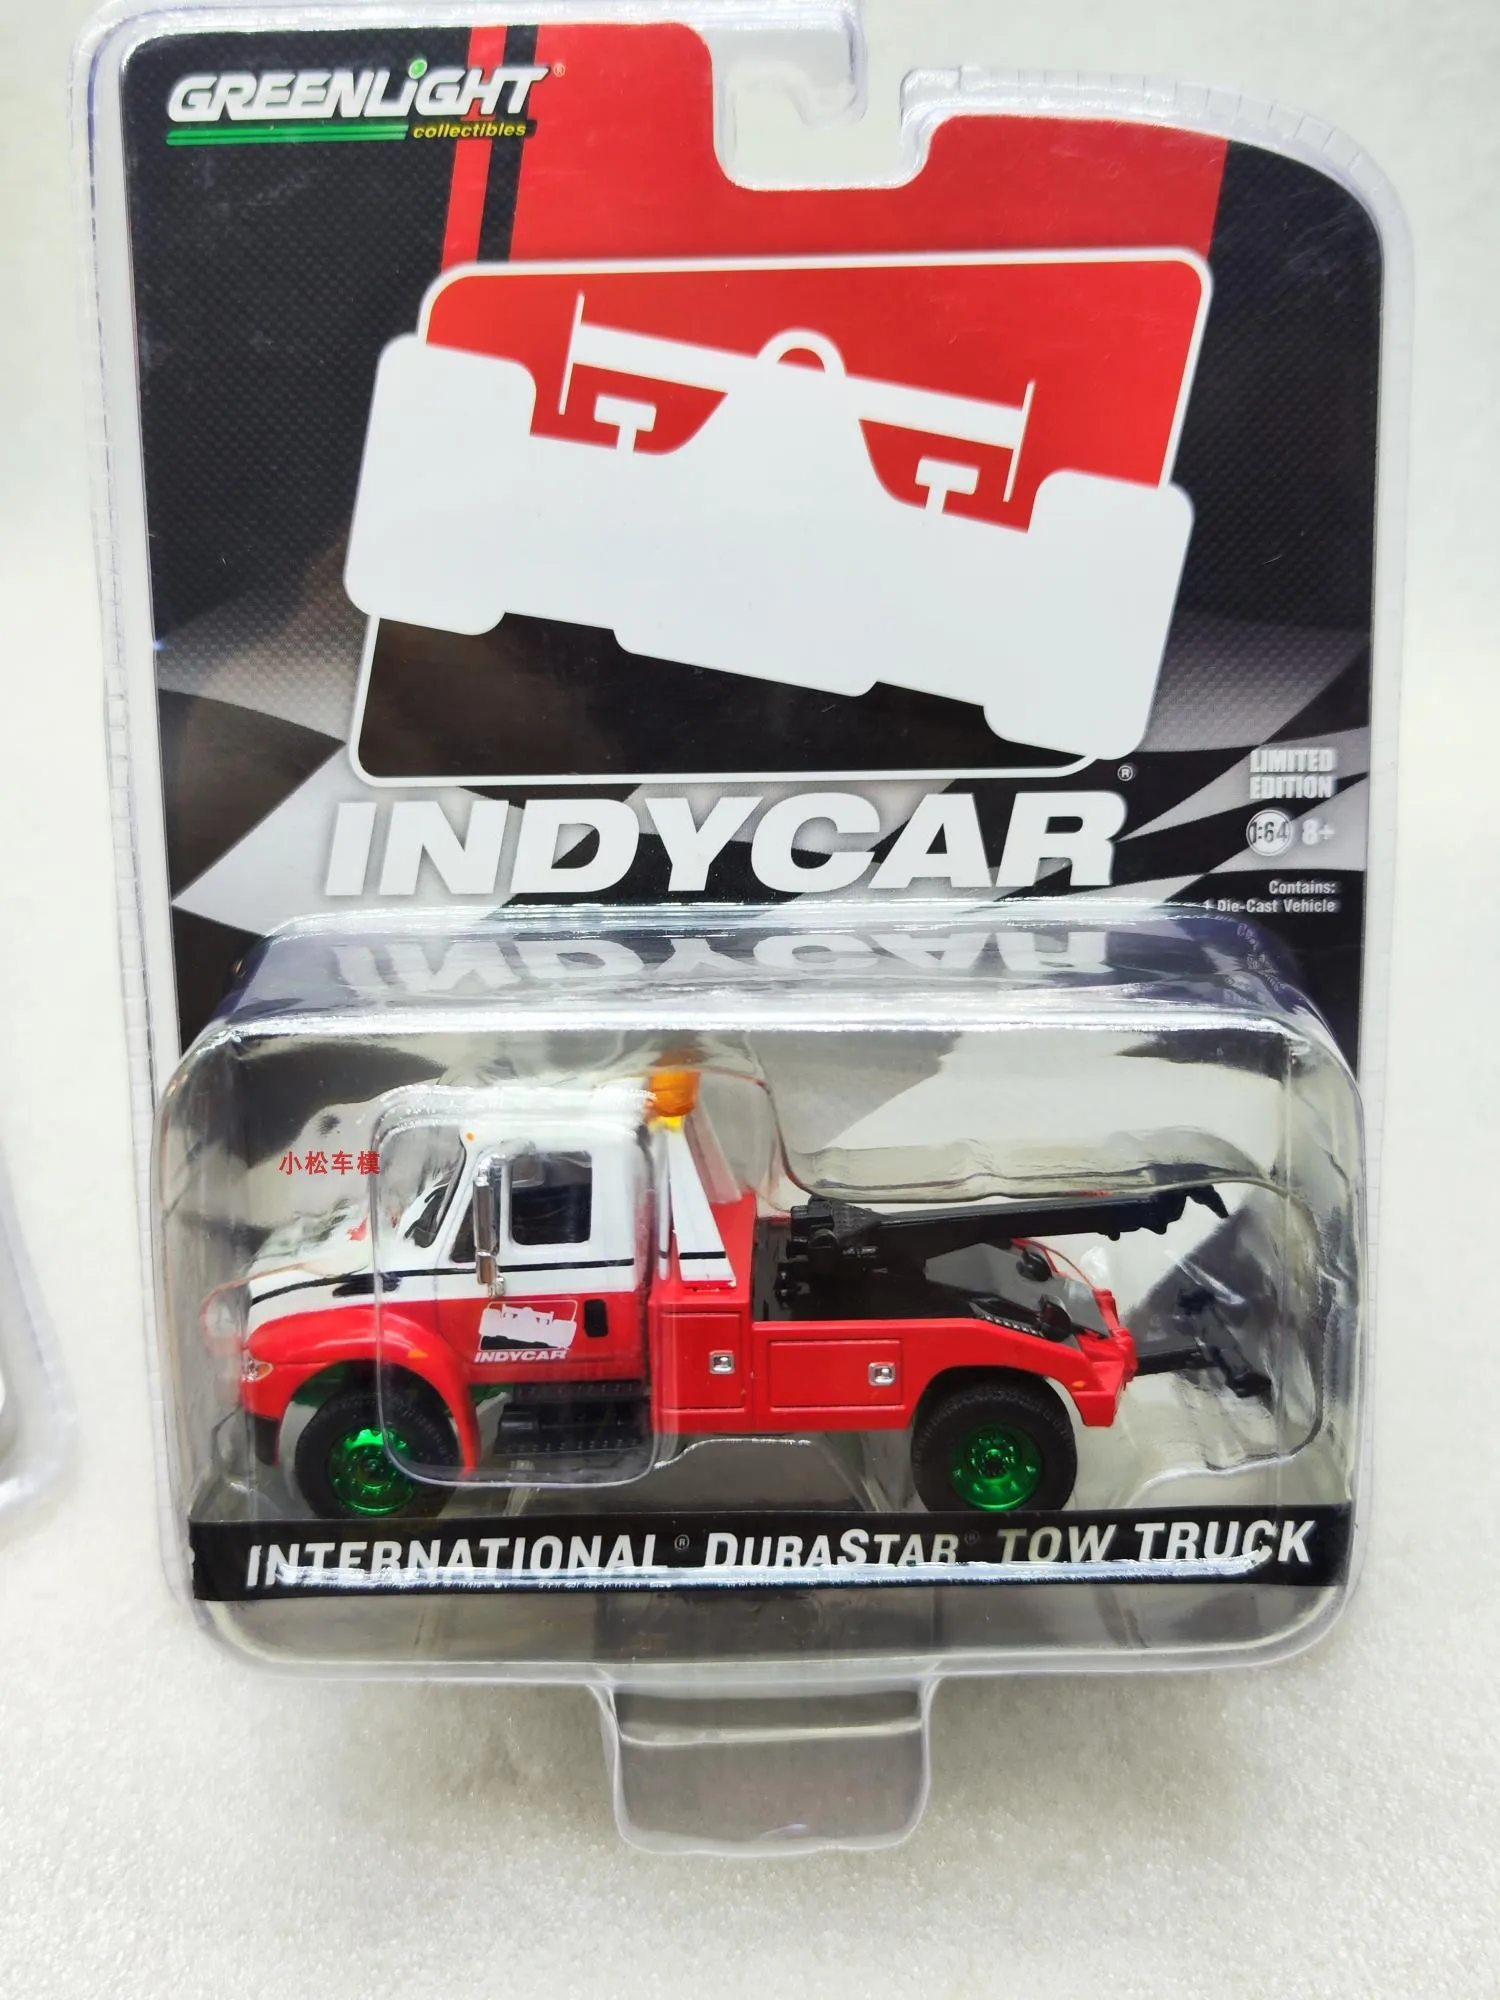 GREENLiGHT®
collectibles
®
INDYCAR
LIMITED
EDITION
1:64 8+
Contains:
1 Die-Cast Vehicle
小松车模
INDYCAR
INTERNATIONAL® DURASTAR® TOW TRUCK